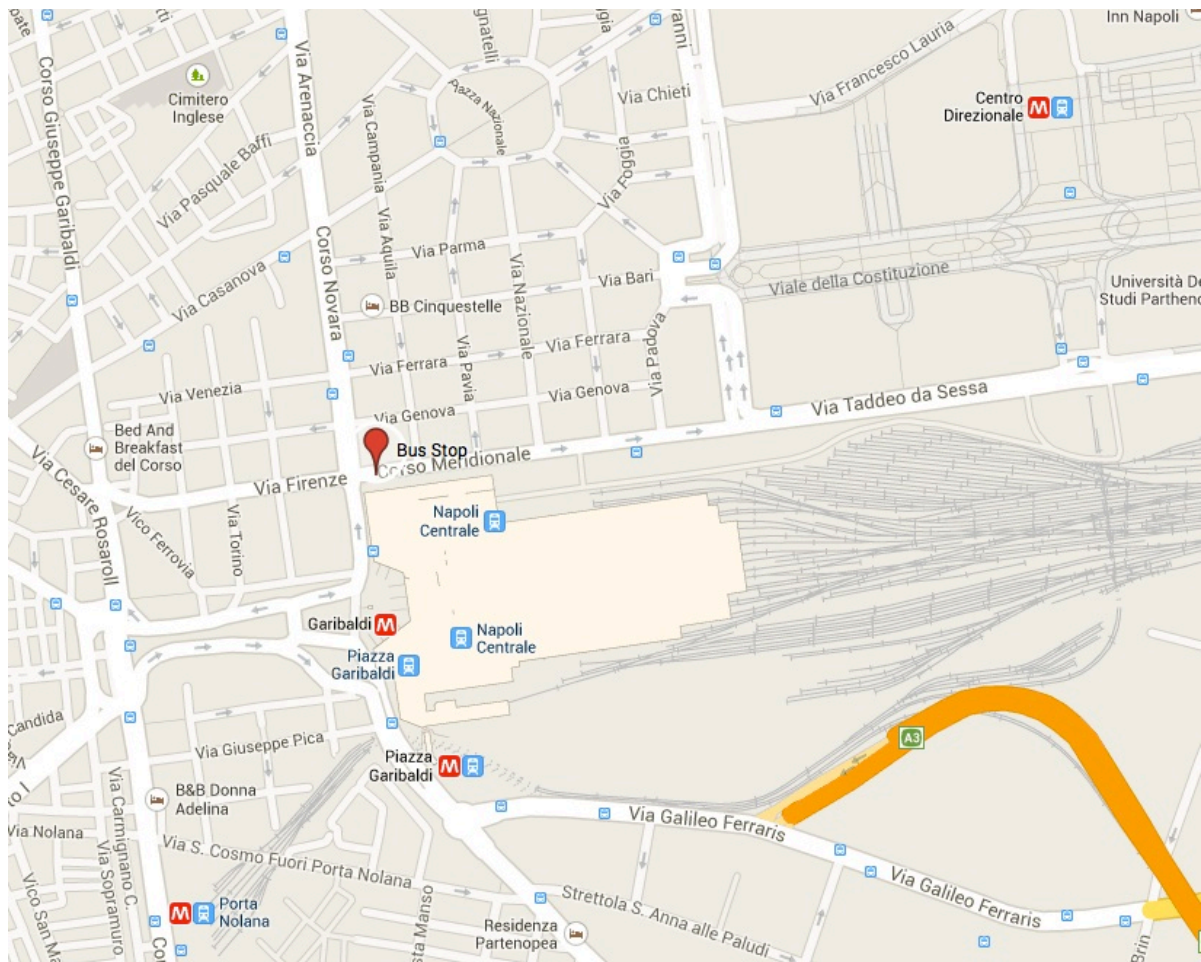 Inn Napoli
Corso Giuseppe Garibaldi
Cimitero
Inglese
Via Arenaccia
Piazza Nazionale
Via Chieti
Via Francesco Lauria
Centro
Direzionale
Via Pasquale Baffi
Via Campania
Via Aquila
Via Casanova
Corso Novara
Via Parma
Via Nazionale
Via Bari
Viale della Costituzione
Università De
Studi Partheno
BB Cinquestelle
Via Ferrara
Via Ferrara
Via Pavia
Via Padova
Via Venezia
Via Genova
Via Genova
Via Taddeo da Sessa
Bed And
Breakfast
del Corso
Bus Stop
Corso Meridionale
Via Firenze
Via Cesare Rosaroll
Vico Ferrovia
Via Torino
Napoli
Centrale
Garibaldi
Napoli
Centrale
Piazza
Garibaldi
Candida
Via Giuseppe Pica
A3
Piazza
Garibaldi
B&B Donna
Adelina
Via Galileo Ferraris
Via Nolana
Via Carmignano C.
Via Sopramuro
Via S. Cosmo Fuori Porta Nolana
Via Galileo Ferraris
Strettola S. Anna alle Paludi
Porta
Nolana
Residenza
Partenopea
Manso
Vico San
Brin